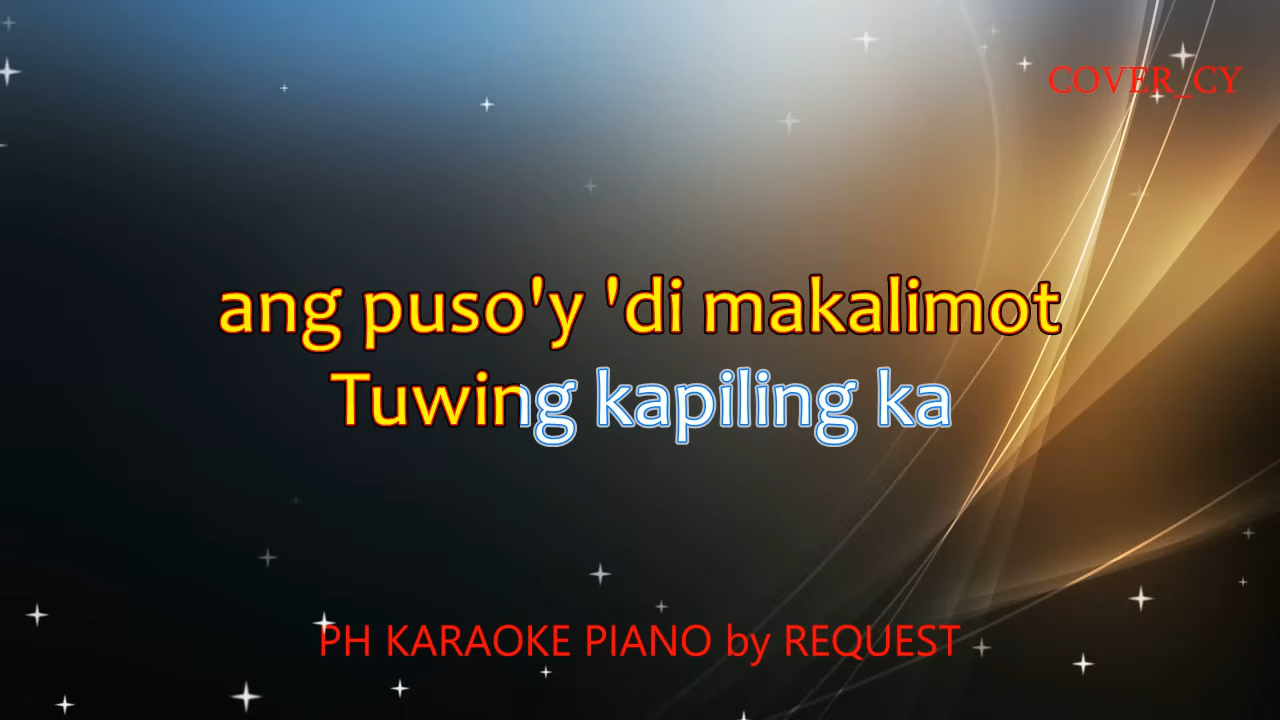 COVER_CY
ang puso'y 'di makalimot
Tuwing kapiling ka
PH KARAOKE PIANO by REQUEST